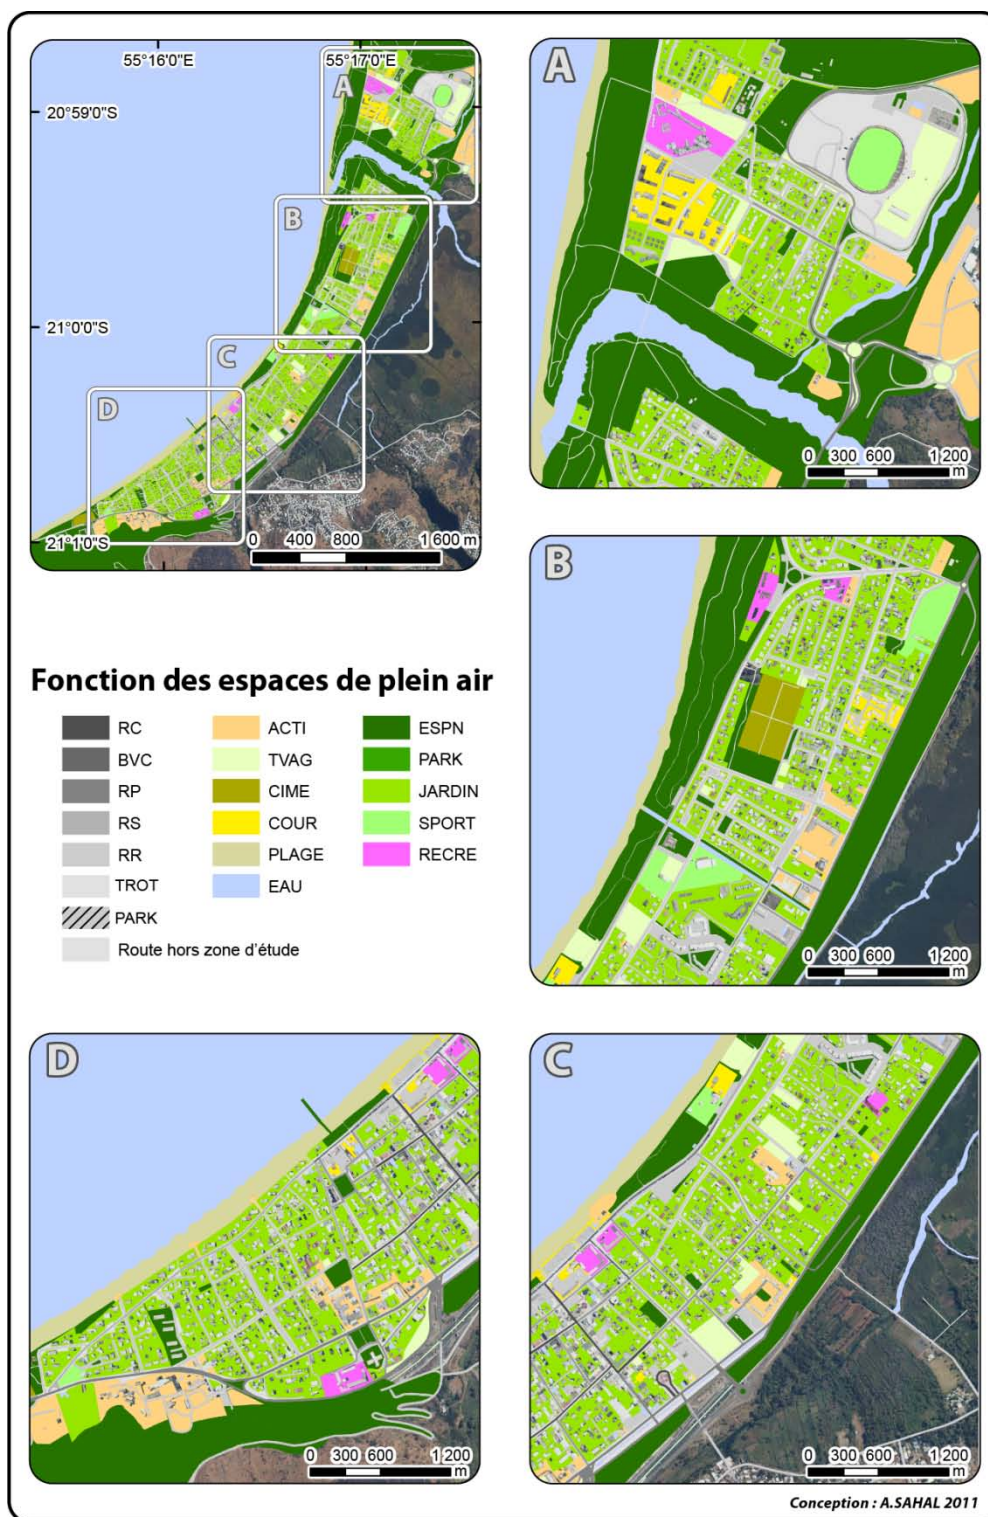 55°16'0"E
55°17'0"E
A
20°59'0"S
B
21°0'0"S
C
D
21°1'0"S
0 400 800 1 600 m
A
0 300 600 1 200
m
B
0 300 600 1 200
m
Fonction des espaces de plein air
RC
BVC
RP
RS
RR
TROT
PARK
Route hors zone d'étude
ACTI
TVAG
CIME
COUR
PLAGE
EAU
ESPN
PARK
JARDIN
SPORT
RECRE
D
0 300 600 1 200
m
C
0 300 600 1 200
m
Conception : A.SAHAL 2011